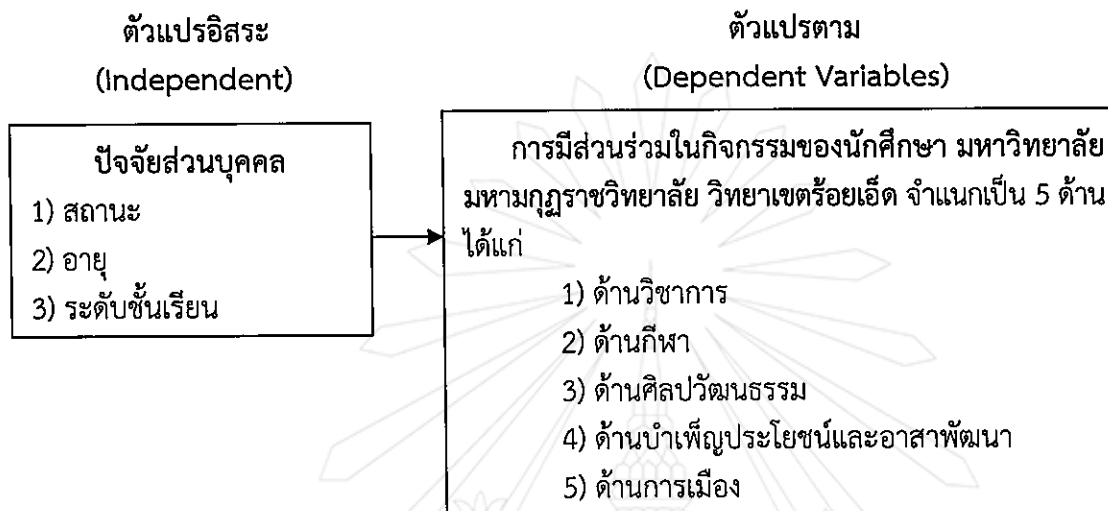 ตัวแปรอิสระ
(Independent)
ปัจจัยส่วนบุคคล
1) สถานะ
2) อายุ
3) ระดับชั้นเรียน
ตัวแปรตาม
(Dependent Variables)
การมีส่วนร่วมในกิจกรรมของนักศึกษา มหาวิทยาลัย
มหามกุฏราชวิทยาลัย วิทยาเขตร้อยเอ็ด จำแนกเป็น 5 ด้าน
ได้แก่
1) ด้านวิชาการ
2) ด้านกีฬา
3) ด้านศิลปวัฒนธรรม
4) ด้านบำเพ็ญประโยชน์และอาสาพัฒนา
5) ด้านการเมือง